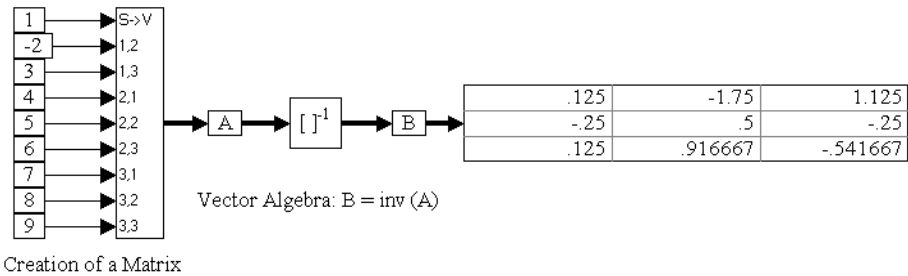 1 S->V
-2 1,2
3 1,3
4 2,1
5 2,2
6 2,3
7 3,1
8 3,2
9 3,3
A [ ]-1 B
.125 -1.75 1.125
-.25 .5 -.25
.125 .916667 -.541667
Vector Algebra: B = inv (A)
Creation of a Matrix